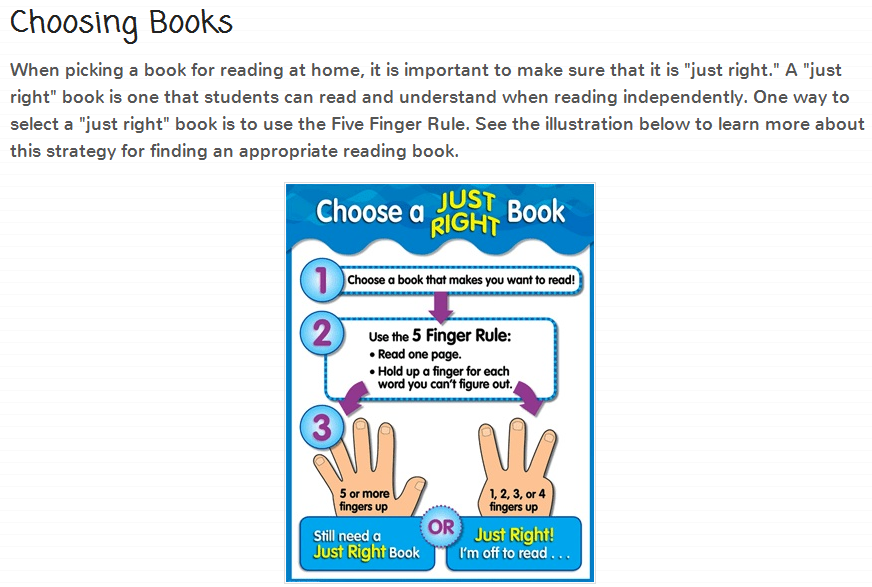 Choosing Books
When picking a book for reading at home, it is important to make sure that it is "just right." A "just
right" book is one that students can read and understand when reading independently. One way to
select a "just right" book is to use the Five Finger Rule. See the illustration below to learn more about
this strategy for finding an appropriate reading book.
Choose a JUST RIGHT Book
1
Choose a book that makes you want to read!
2
Use the 5 Finger Rule:
• Read one page.
• Hold up a finger for each
word you can't figure out.
3
5 or more
fingers up
1, 2, 3, or 4
fingers up
Still need a
Just Right Book
OR
Just Right!
I'm off to read . . .